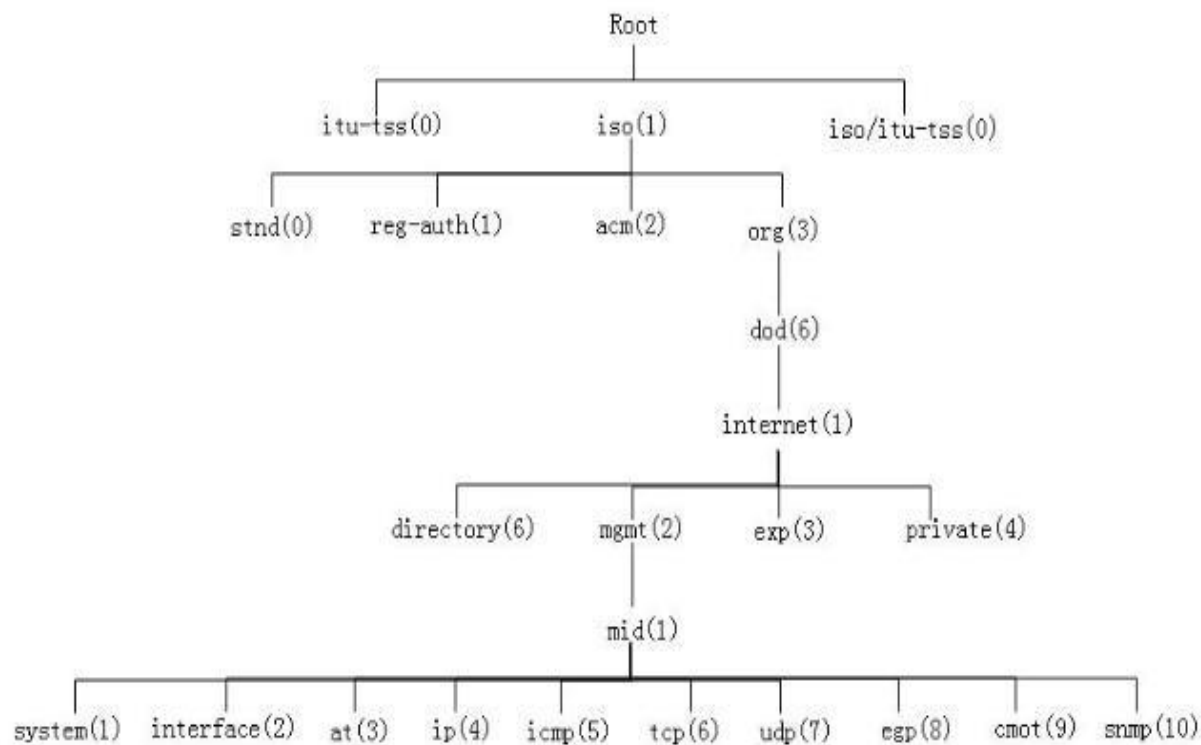 Root
itu-tss(0) iso(1) iso/itu-tss(0)
stnd(0) reg-auth(1) acm(2) org(3)
dod(6)
internet(1)
directory(6) mgmt(2) exp(3) private(4)
mid(1)
system(1) interface(2) at(3) ip(4) icmp(5) tcp(6) udp(7) egp(8) cmot(9) snmp(10)